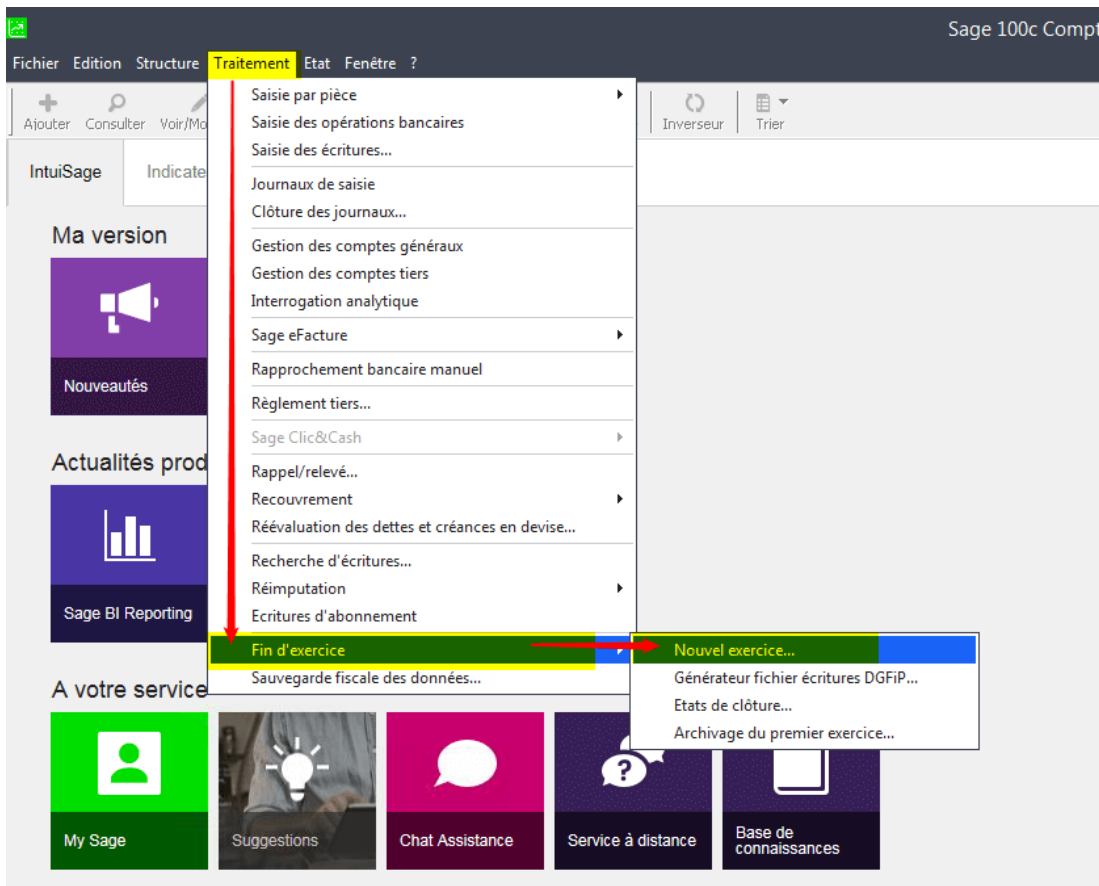 Sage 100c Compt
Fichier Edition Structure Traitement Etat Fenêtre ?
Ajouter Consulter Voir/Mo Inverseur Trier
IntuiSage Indicate
Saisie par pièce
Saisie des opérations bancaires
Saisie des écritures...
Journaux de saisie
Clôture des journaux...
Gestion des comptes généraux
Gestion des comptes tiers
Interrogation analytique
Sage eFacture
Rapprochement bancaire manuel
Règlement tiers...
Sage Clic&Cash
Rappel/relevé...
Recouvrement
Réévaluation des dettes et créances en devise...
Recherche d'écritures...
Réimputation
Ecritures d'abonnement
Fin d'exercice
Sauvegarde fiscale des données...
Nouvel exercice...
Générateur fichier écritures DGFiP...
Etats de clôture...
Archivage du premier exercice...
Ma version
Nouveautés
Actualités prod
Sage BI Reporting
A votre service
My Sage
Suggestions
Chat Assistance
Service à distance
Base de
connaissances